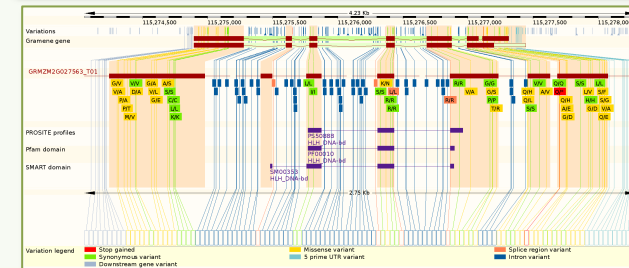 4.23 Kb
115,274,500 115,275,000 115,275,500 115,276,000 115,276,500 115,277,000 115,277,500 115,278,00
Variations
Gramene gene
GRMZM2G027563_T01
G/V V/V G/A A/G L/L K/N R/R G/G V/V Q/Q S/S L/L
V/A D/A V/L S/S I/I S/S L/L V/A G/S Q/H A/V L/V S/F
P/A G/E C/C R/R R/R P/P Q/L Q/H H/H G/G
P/T L/L R/R T/M S/S A/E V/A
M/V K/K G/D Q/E
PROSITE profiles
PS50888
HLH_DNA-bd
Pfam domain
PF00010
HLH_DNA-bd
SMART domain
SM00353
HLH_DNA-bd
2.75 Kb
Variation legend
Stop gained Missense variant Splice region variant
Synonymous variant 5 prime UTR variant Intron variant
Downstream gene variant